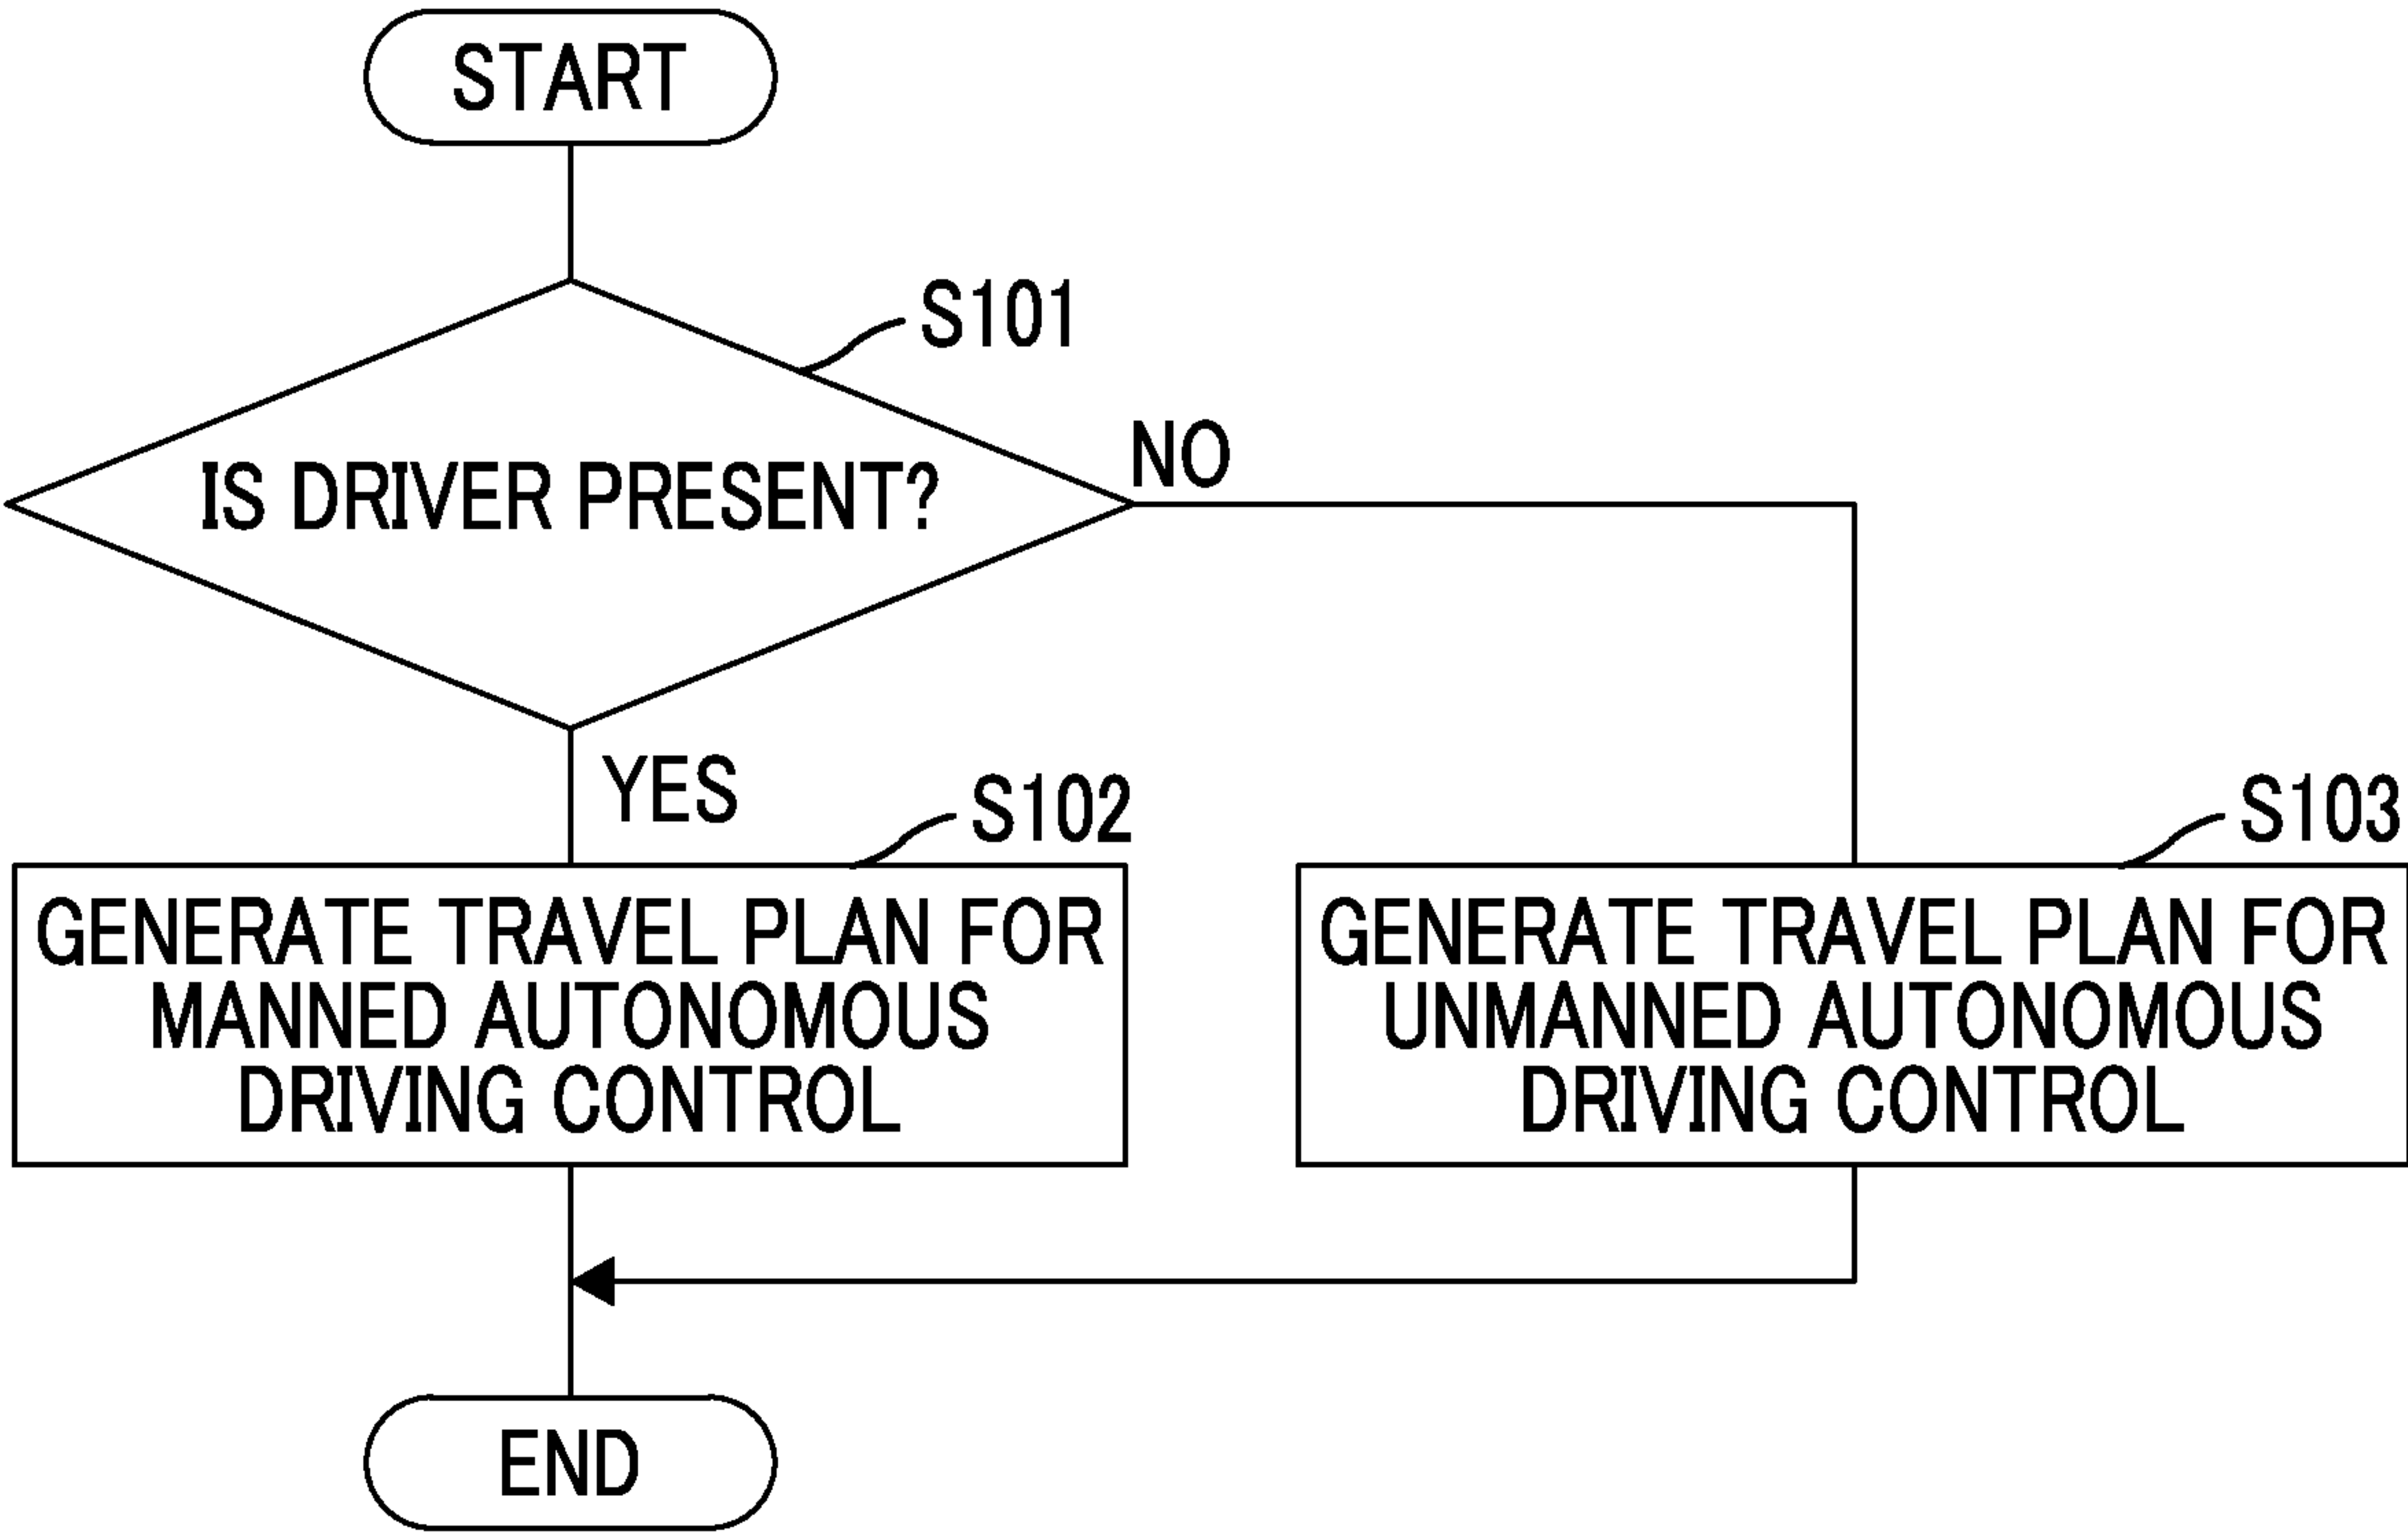 START
S101
IS DRIVER PRESENT?
NO
YES
S102
GENERATE TRAVEL PLAN FOR
MANNED AUTONOMOUS
DRIVING CONTROL
S103
GENERATE TRAVEL PLAN FOR
UNMANNED AUTONOMOUS
DRIVING CONTROL
END